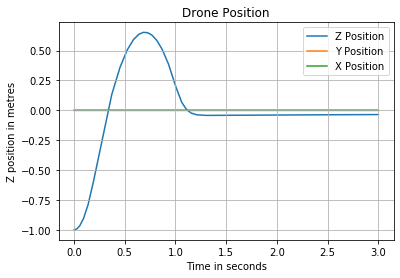 Drone Position
Z Position
Y Position
X Position
Z position in metres
0.50
0.25
0.00
−0.25
−0.50
−0.75
−1.00
0.0
0.5
1.0
1.5
2.0
2.5
3.0
Time in seconds